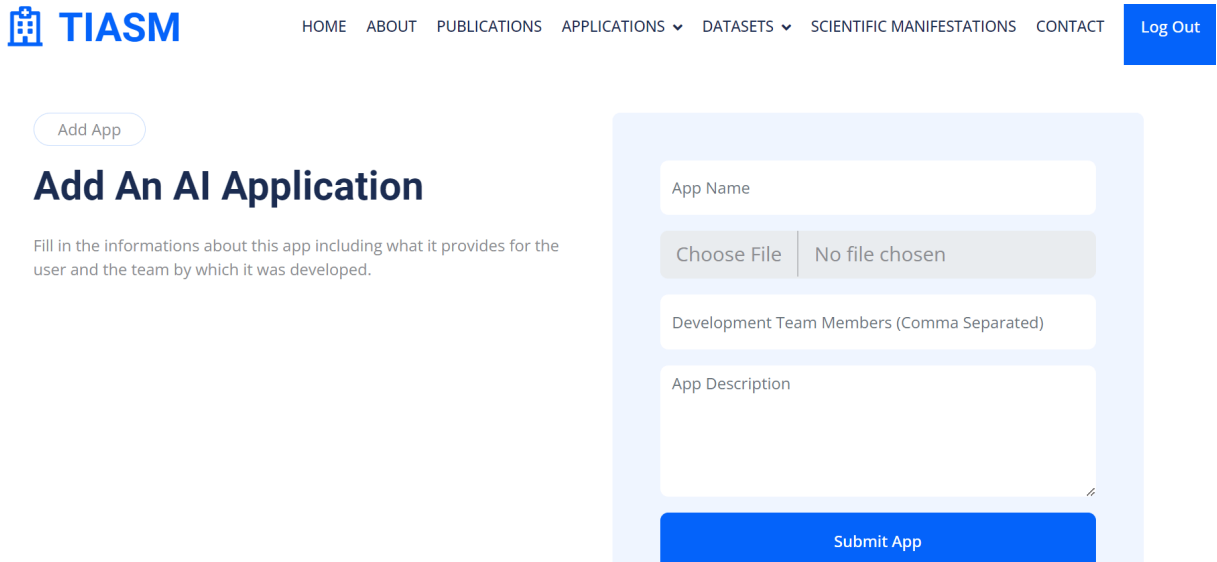 TIASM
HOME ABOUT PUBLICATIONS APPLICATIONS DATASETS SCIENTIFIC MANIFESTATIONS CONTACT Log Out
Add App
Add An AI Application
Fill in the informations about this app including what it provides for the
user and the team by which it was developed.
App Name
Choose File No file chosen
Development Team Members (Comma Separated)
App Description
Submit App